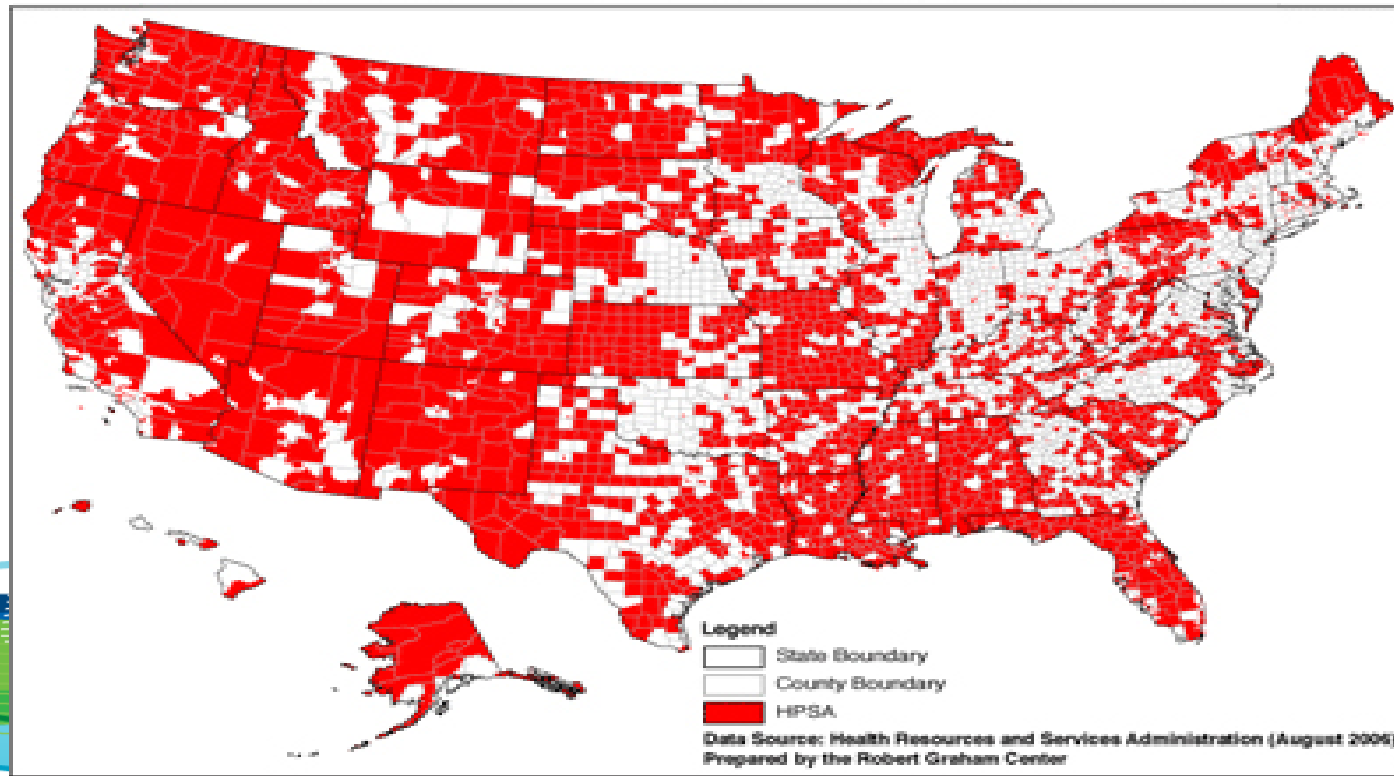 Legend
State Boundary
County Boundary
HPSA
Data Source: Health Resources and Services Administration (August 2006)
Prepared by the Robert Graham Center